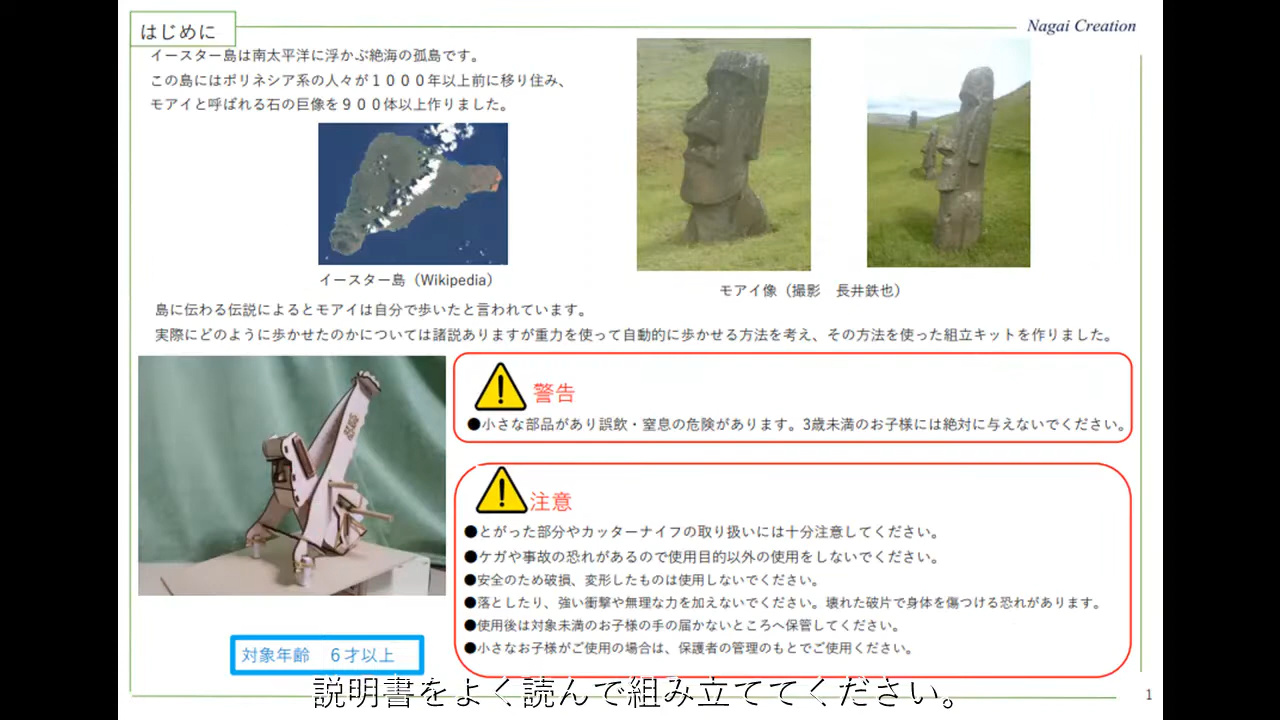 はじめに
Nagai Creation
イースター島は南太平洋に浮かぶ絶海の孤島です。
この島にはポリネシア系の人々が１０００年以上前に移り住み、
モアイと呼ばれる石の巨像を９００体以上作りました。
イースター島（Wikipedia）
モアイ像（撮影　長井鉄也）
島に伝わる伝説によるとモアイは自分で歩いたと言われています。
実際にどのように歩かせたのかについては諸説ありますが重力を使って自動的に歩かせる方法を考え、その方法を使った組立キットを作りました。
警告
●小さな部品があり誤飲・窒息の危険があります。3歳未満のお子様には絶対に与えないでください。
注意
●とがった部分やカッターナイフの取り扱いには十分注意してください。
●ケガや事故の恐れがあるので使用目的以外の使用をしないでください。
●安全のため破損、変形したものは使用しないでください。
●落としたり、強い衝撃や無理な力を加えないでください。壊れた破片で身体を傷つける恐れがあります。
●使用後は対象未満のお子様の手の届かないところへ保管してください。
●小さなお子様がご使用の場合は、保護者の管理のもとでご使用ください。
対象年齢　６才以上
説明書をよく読んで組み立ててください。
1